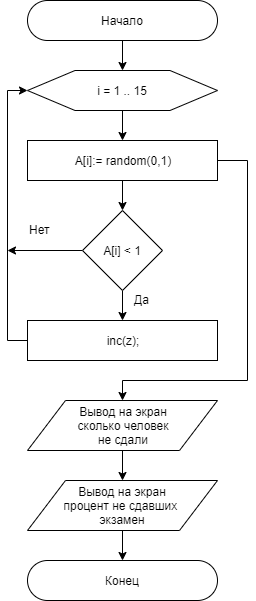 Начало
i = 1 .. 15
A[i]:= random(0,1)
A[i] < 1
Нет
Да
inc(z);
Вывод на экран
сколько человек
не сдали
Вывод на экран
процент не сдавших
экзамен
Конец